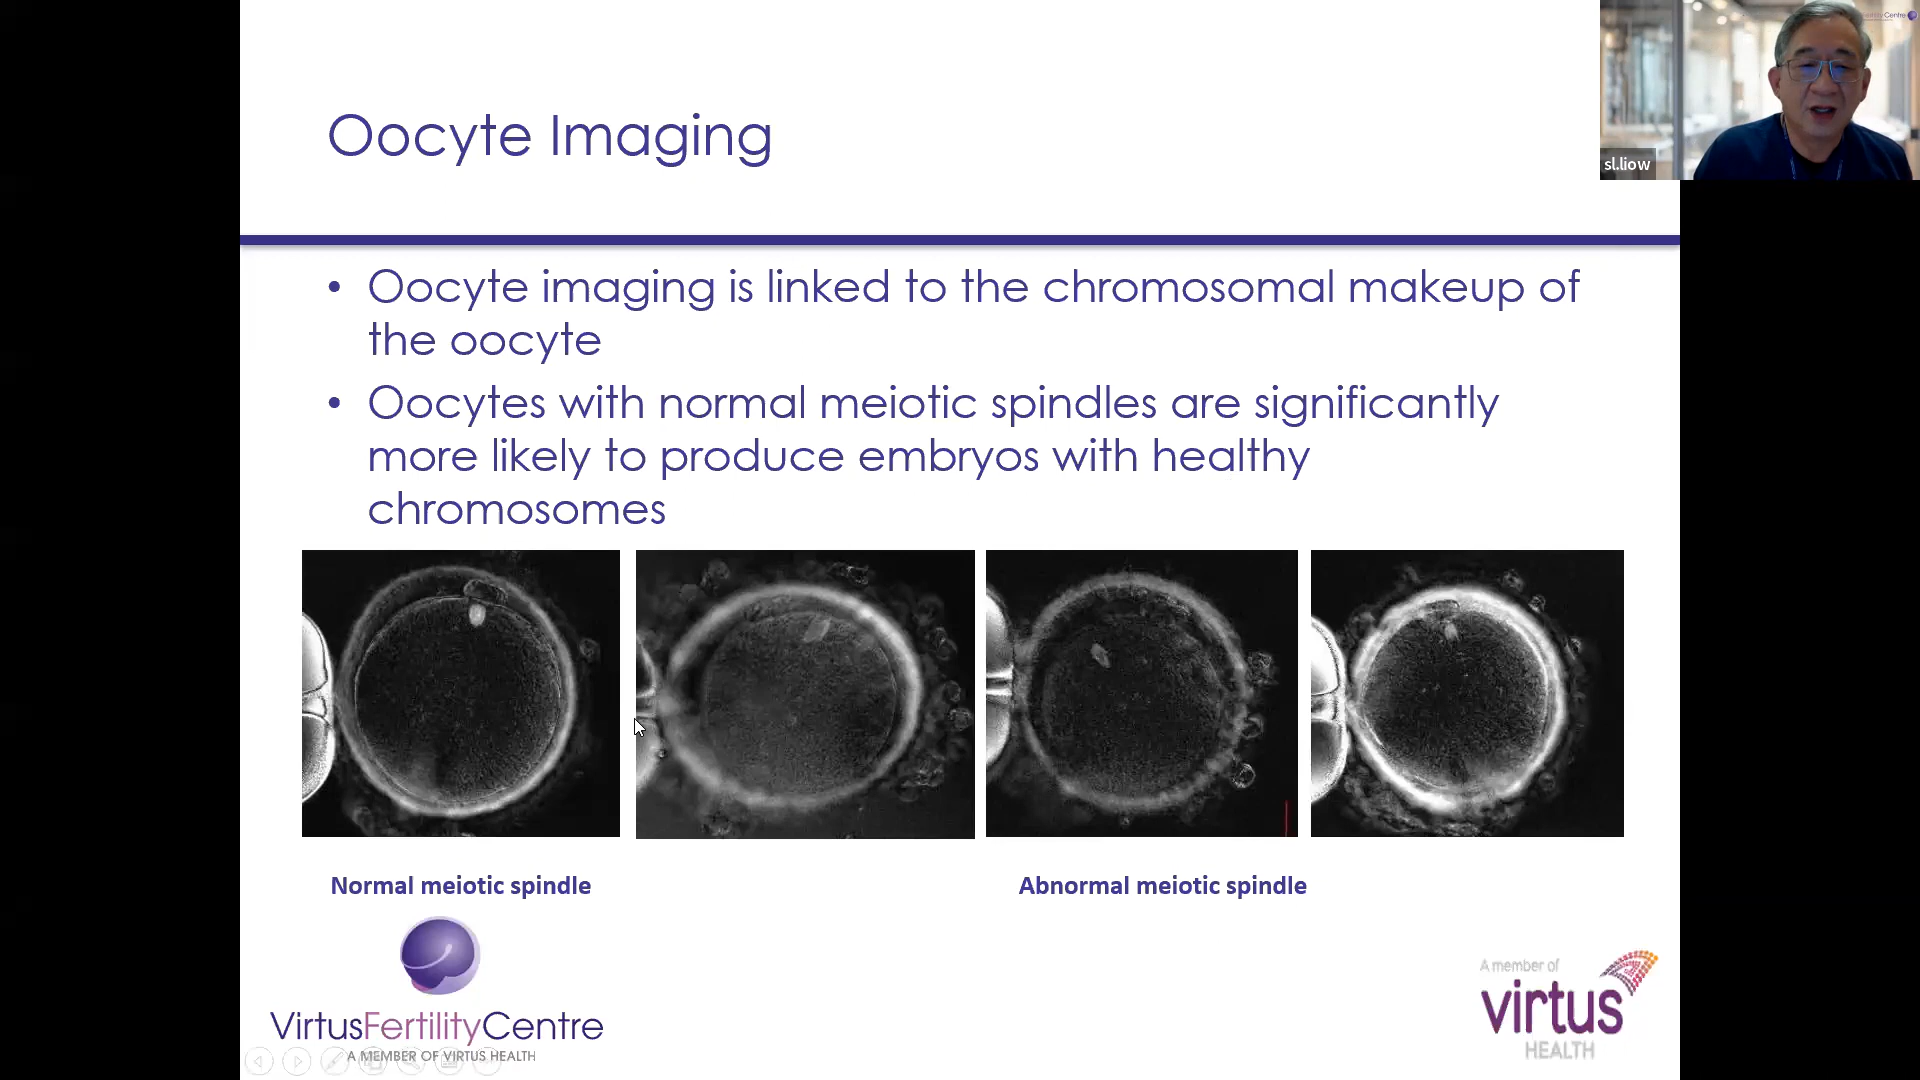 Oocyte Imaging
sl.liow
• Oocyte imaging is linked to the chromosomal makeup of
the oocyte
• Oocytes with normal meiotic spindles are significantly
more likely to produce embryos with healthy
chromosomes
Normal meiotic spindle
Abnormal meiotic spindle
VirtusFertilityCentre
A MEMBER OF VIRTUS HEALTH
A member of
virtus
HEALTH